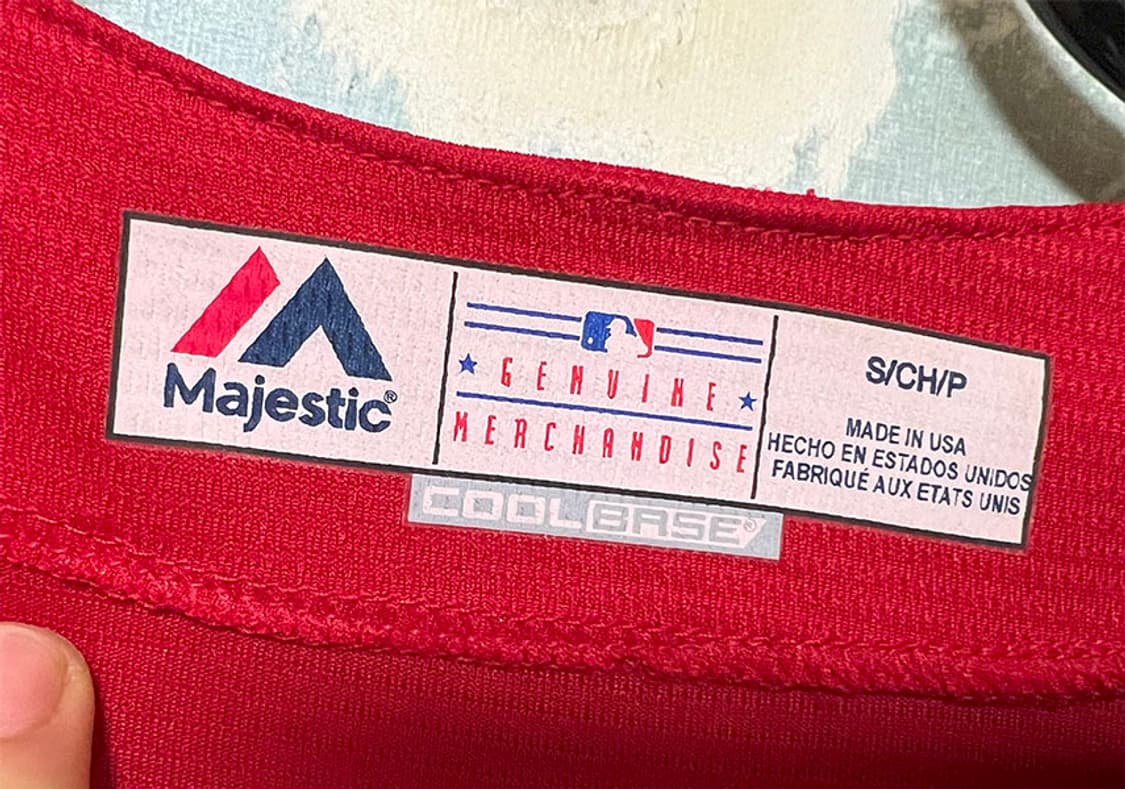 Majestic®
GENUINE
MERCHANDISE
S/CH/P
MADE IN USA
HECHO EN ESTADOS UNIDOS
FABRIQUÉ AUX ETATS UNIS
COOLBASE®